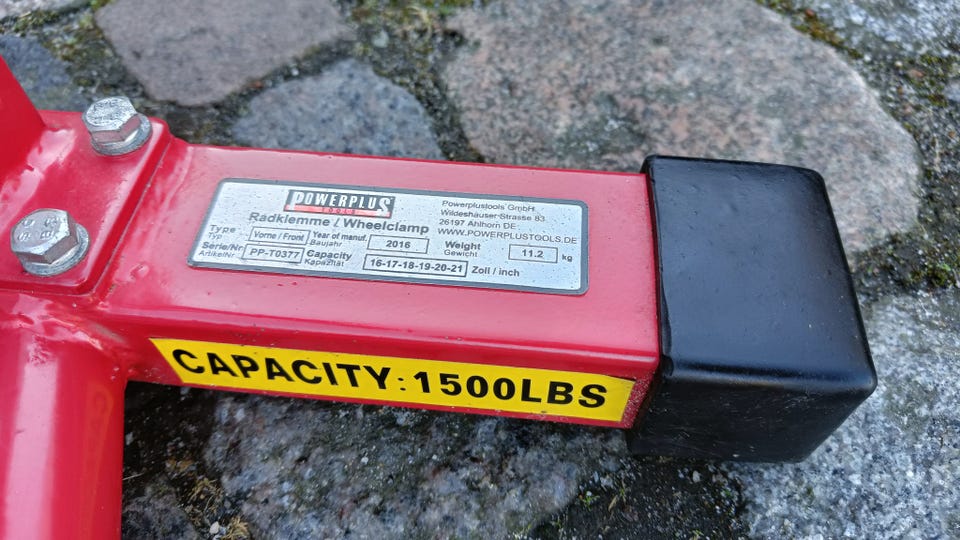 POWERPLUS
TOOLS
Radklemme / Wheelclamp
Powerplustools GmbH
Wildeshauser Strasse 83
26197 Ahlhorn DE
WWW.POWERPLUSTOOLS.DE
Type
Typ
Vorne / Front
Year of manuf.
Baujahr
2016
Weight
Gewicht
11.2
kg
Serie/Nr
ArtikelNr
PP-T0377
Capacity
Kapazität
16-17-18-19-20-21
Zoll / inch
CAPACITY: 1500LBS